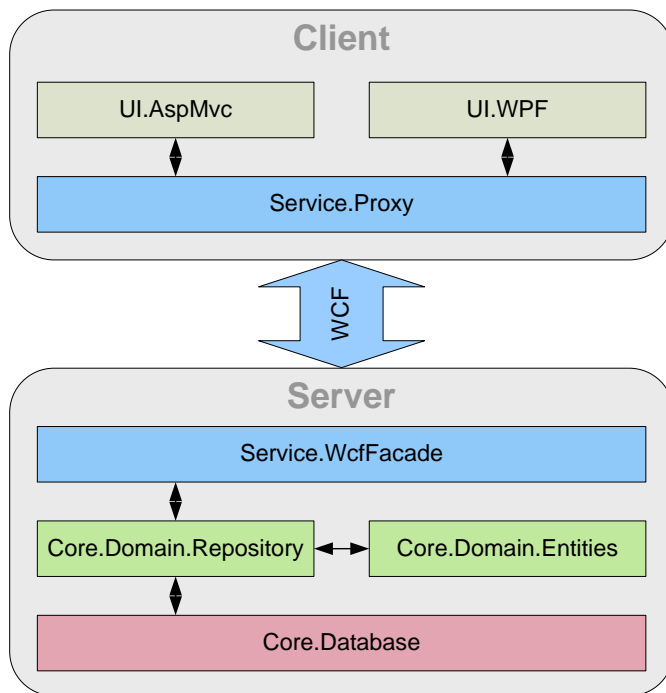 Client
UI.AspMvc
UI.WPF
Service.Proxy
WCF
Server
Service.WcfFacade
Core.Domain.Repository
Core.Domain.Entities
Core.Database